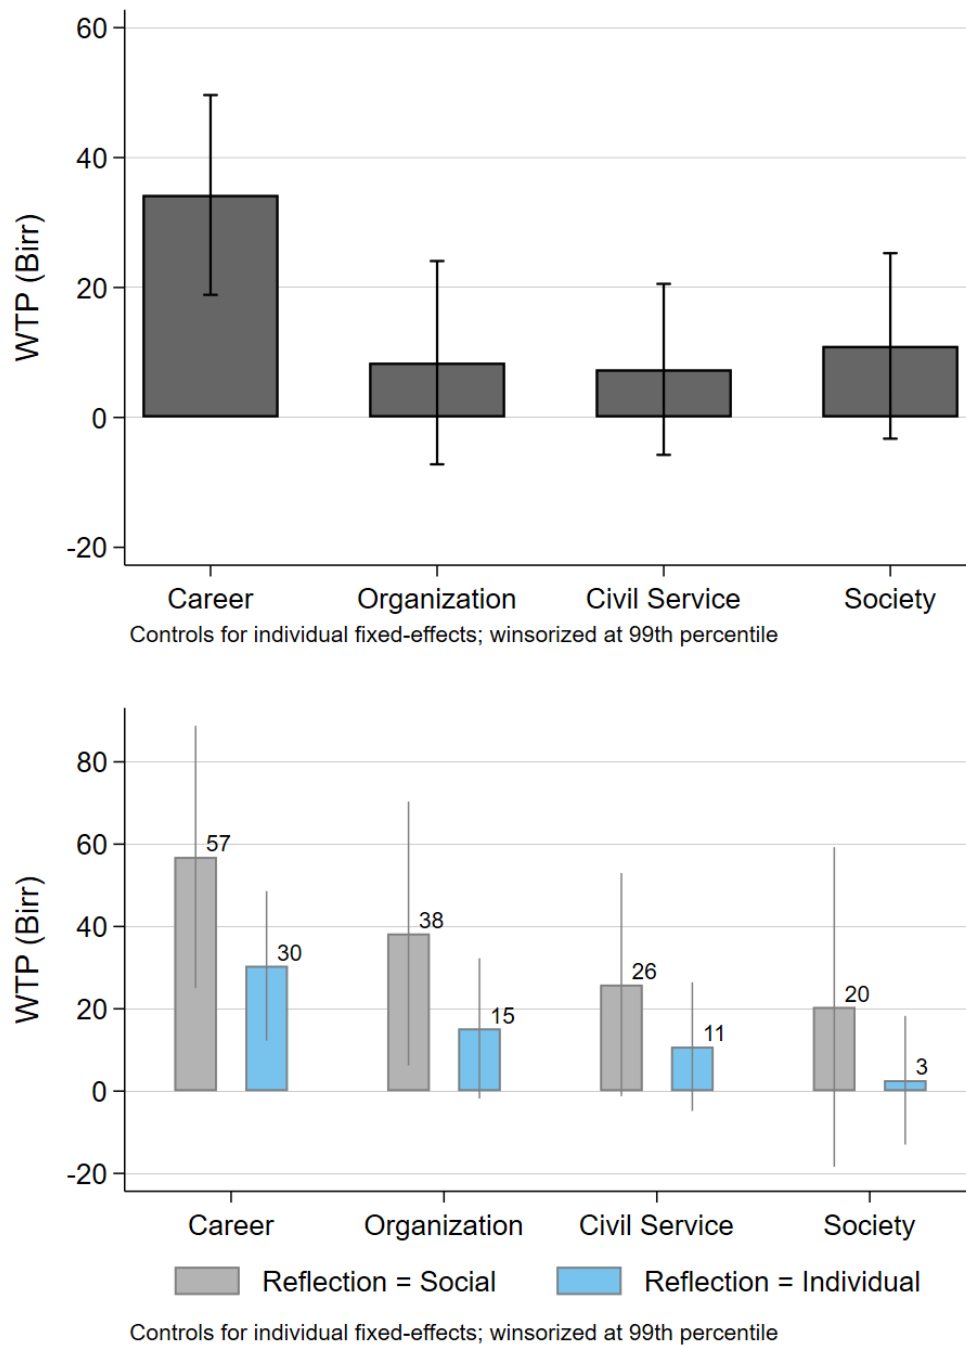 WTP (Birr)
60
40
20
0
-20
Career Organization Civil Service Society
Controls for individual fixed-effects; winsorized at 99th percentile
WTP (Birr)
80
60
40
20
0
-20
57 30 38 15 26 11 20 3
Career Organization Civil Service Society
Reflection = Social Reflection = Individual
Controls for individual fixed-effects; winsorized at 99th percentile